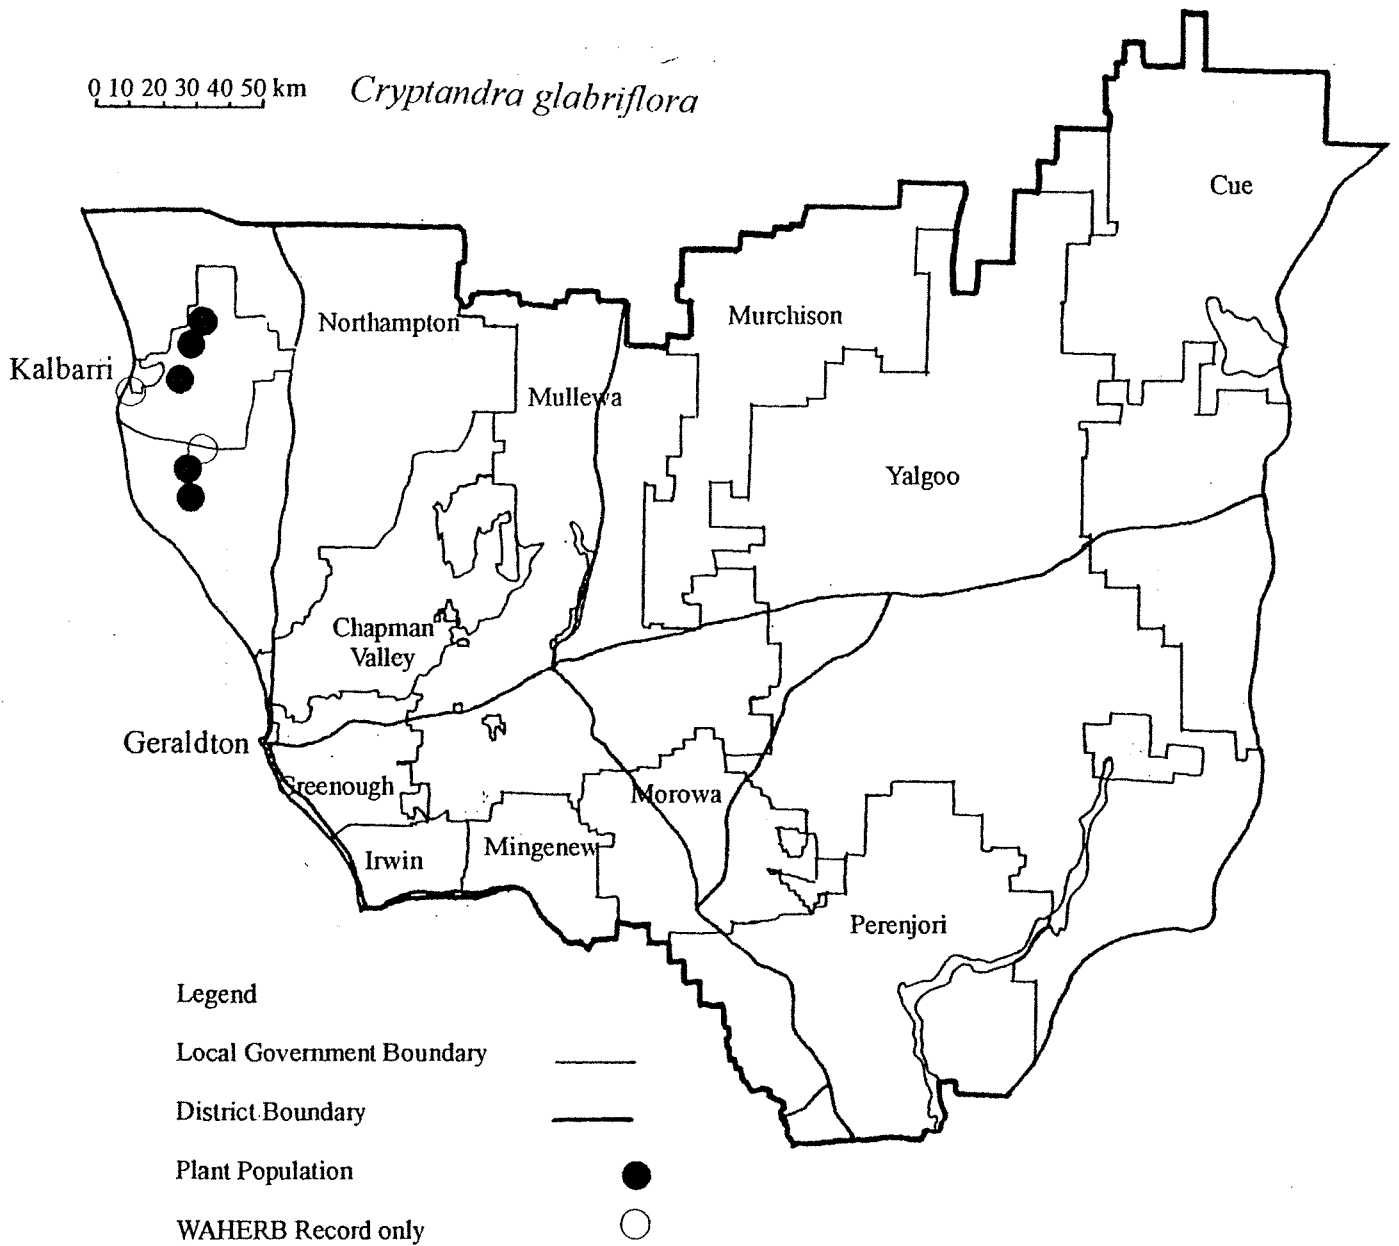 0 10 20 30 40 50 km
Cryptandra glabriflora
Cue
Northampton
Murchison
Kalbarri
Mullewa
Yalgoo
Chapman
Valley
Geraldton
Greenough
Morowa
Irwin
Mingenew
Perenjori
Legend
Local Government Boundary
District Boundary
Plant Population
WAHERB Record only